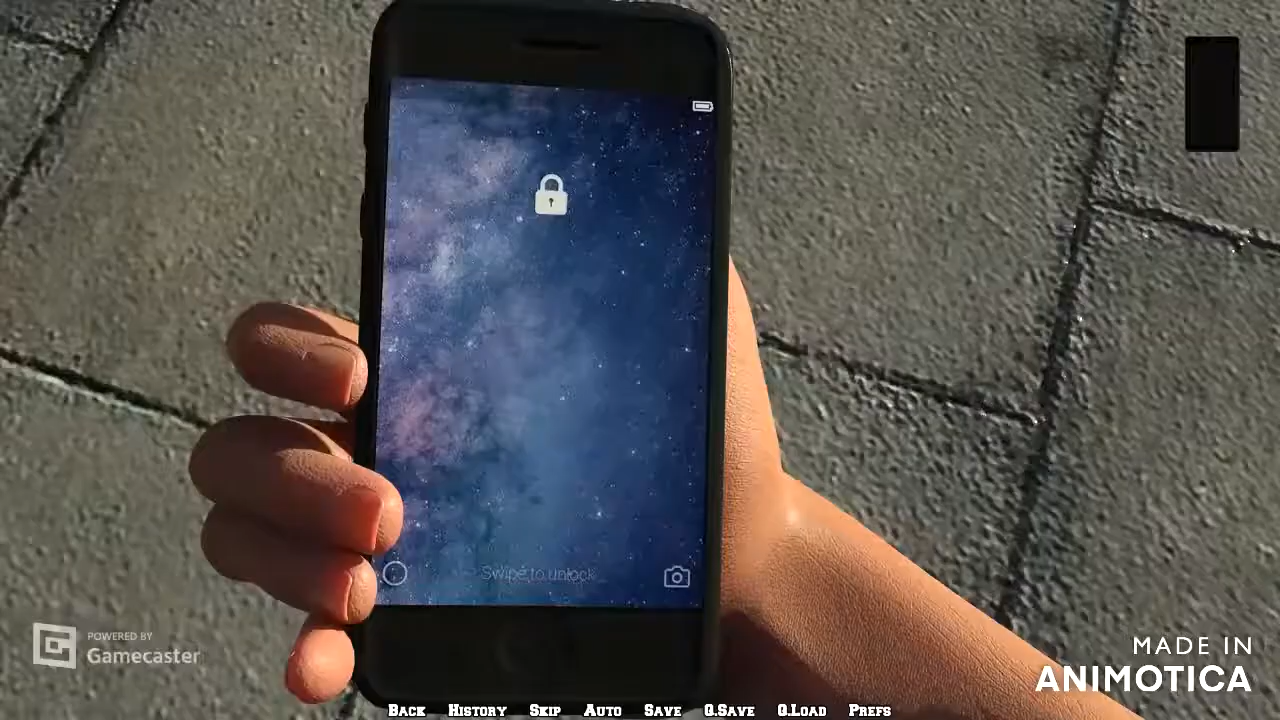 Swipe to unlock
POWERED BY
Gamecaster
MADE IN
ANIMOTICA
Back History Skip Auto Save Q.Save Q.Load Prefs